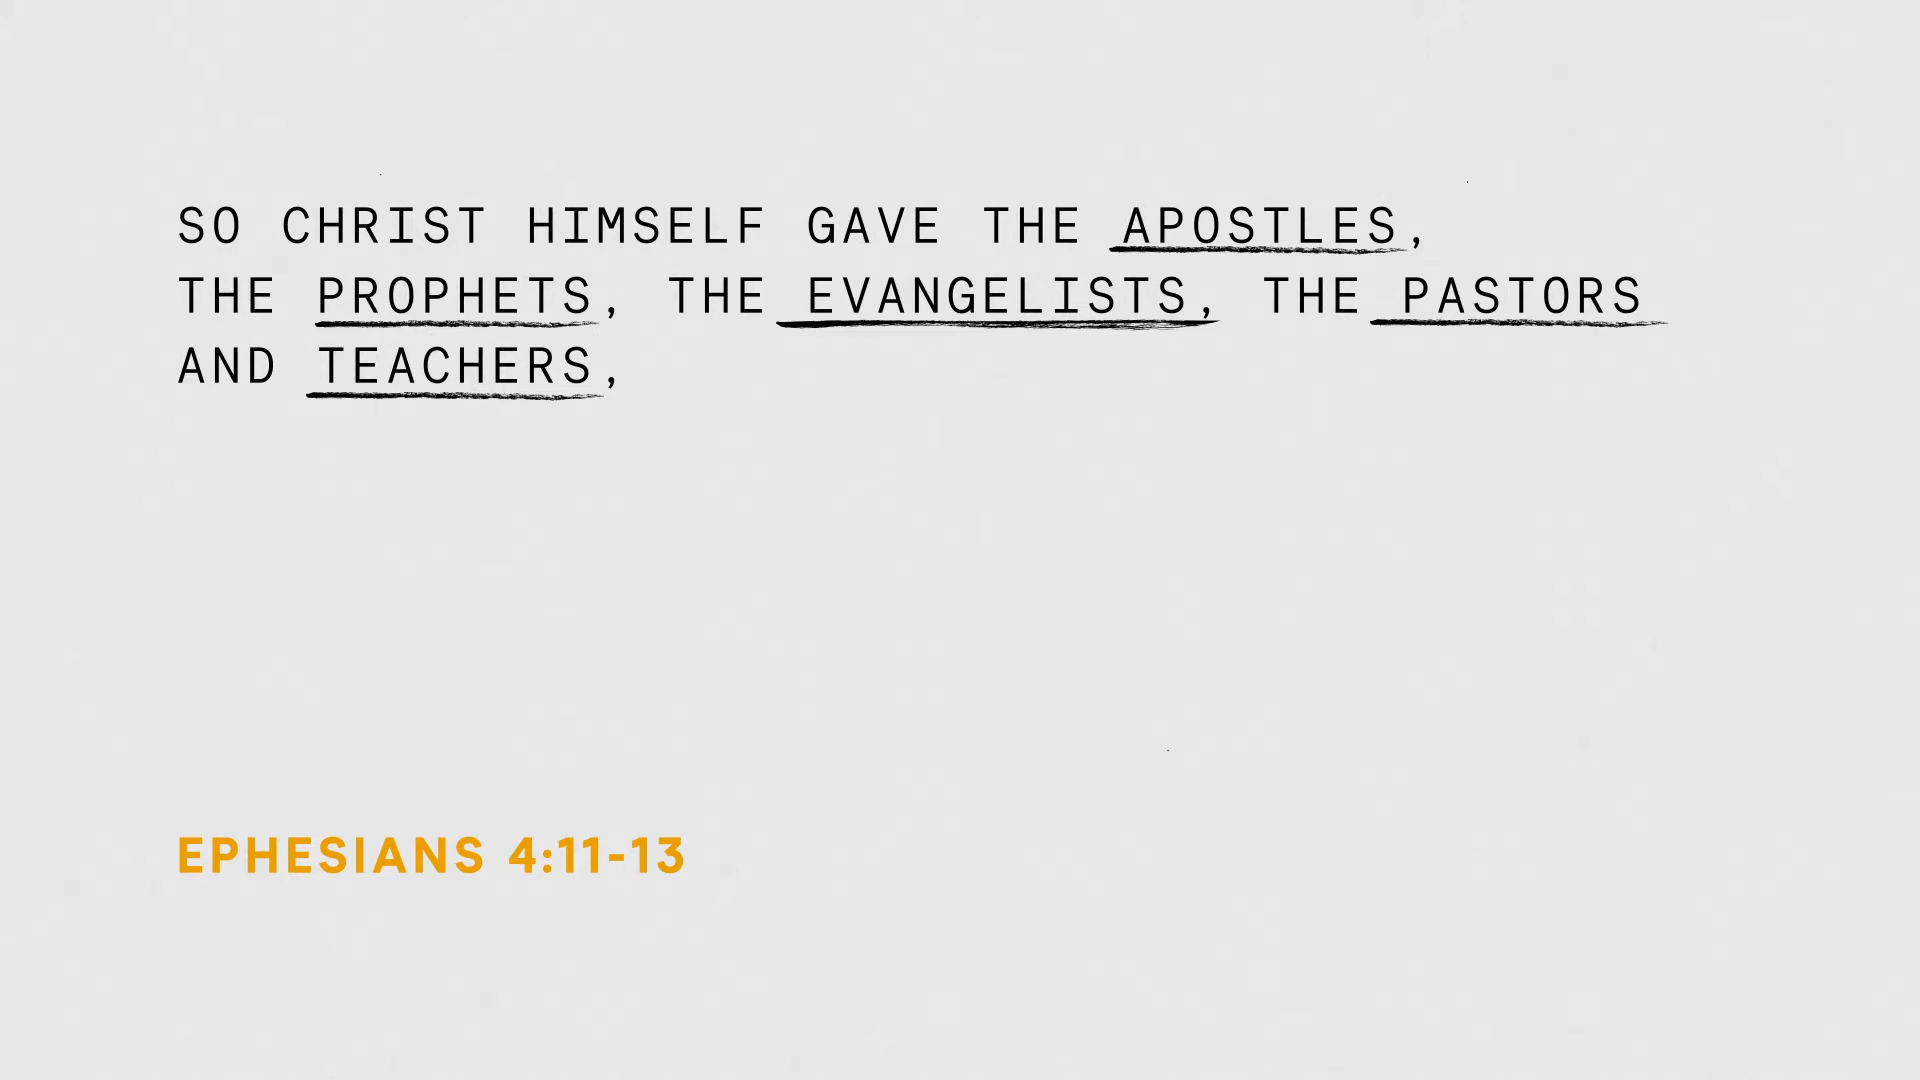 SO CHRIST HIMSELF GAVE THE APOSTLES,
THE PROPHETS, THE EVANGELISTS, THE PASTORS
AND TEACHERS,
EPHESIANS 4:11-13